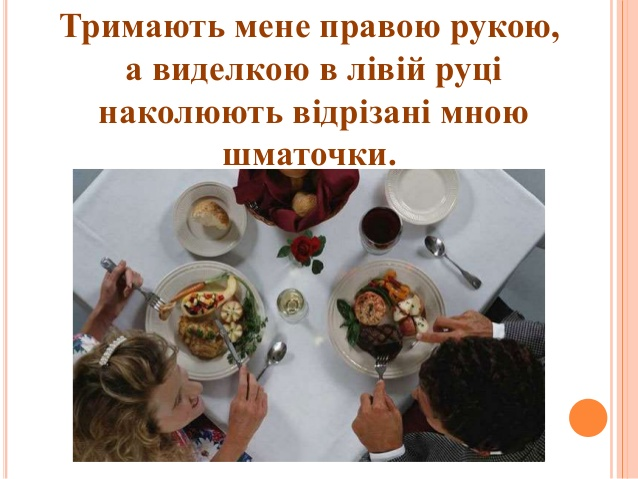 Тримають мене правою рукою,
а виделкою в лівій руці
наколюють відрізані мною
шматочки.